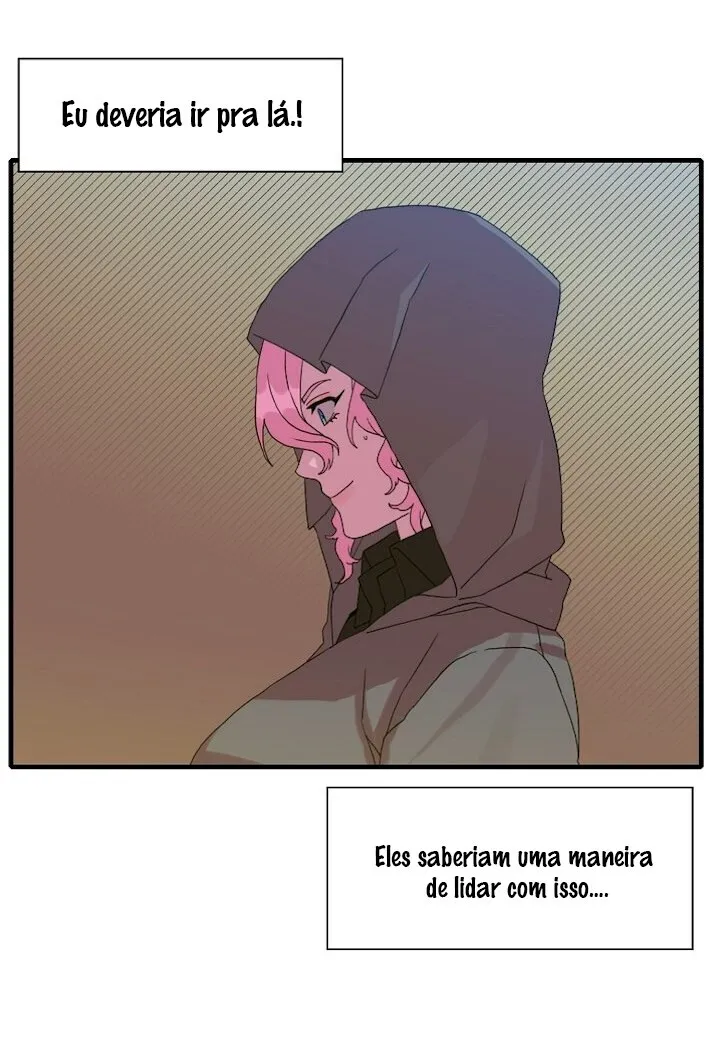 Eu deveria ir pra lá.!
Eles saberiam uma maneira
de lidar com isso....